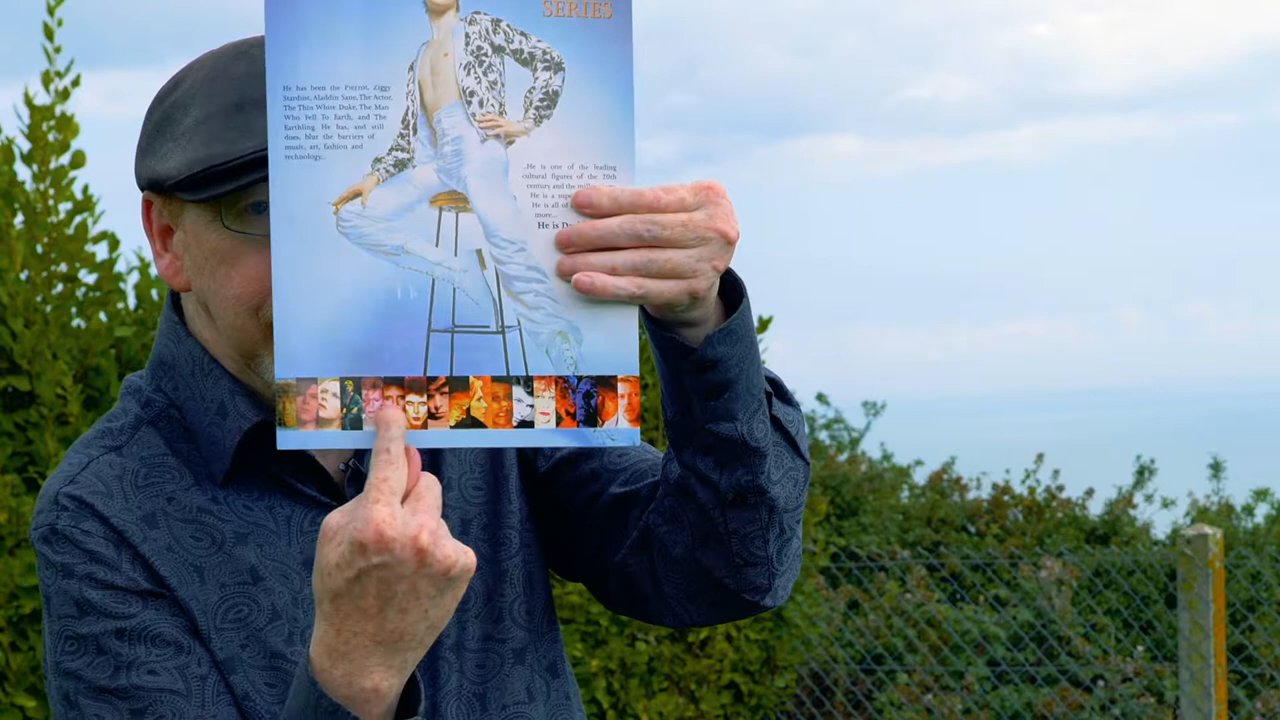 SERIES
He has been the Pierrot, Ziggy
Stardust, Aladdin Sane, The Actor,
The Thin White Duke, The Man
Who Fell To Earth, and The
Earthling. He has, and still
does, blur the barriers of
music, art, fashion and
technology...
..He is one of the leading
cultural figures of the 20th
century and the
He is a
He is all of
more...
He is